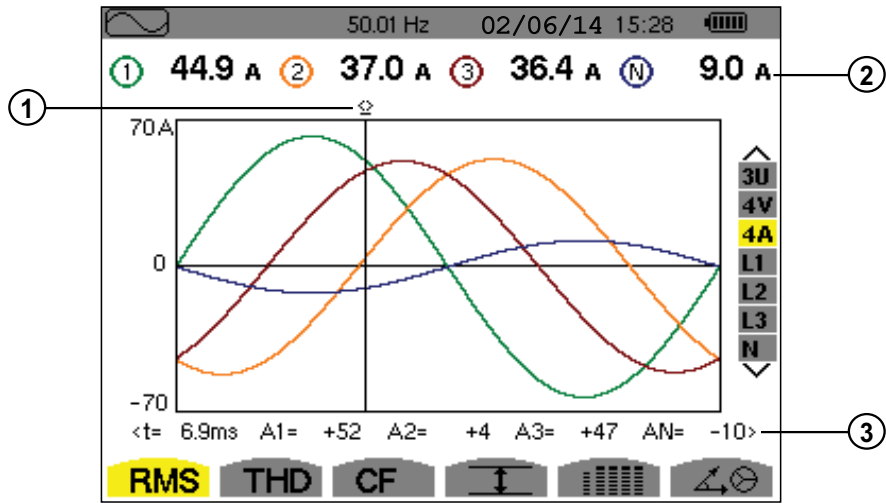 50.01 Hz 02/06/14 15:28
1 44.9 A 2 37.0 A 3 36.4 A N 9.0 A
2
1
70A
0
-70
3U
4V
4A
L1
L2
L3
N
<t= 6.9ms A1= +52 A2= +4 A3= +47 AN= -10>
3
RMS THD CF